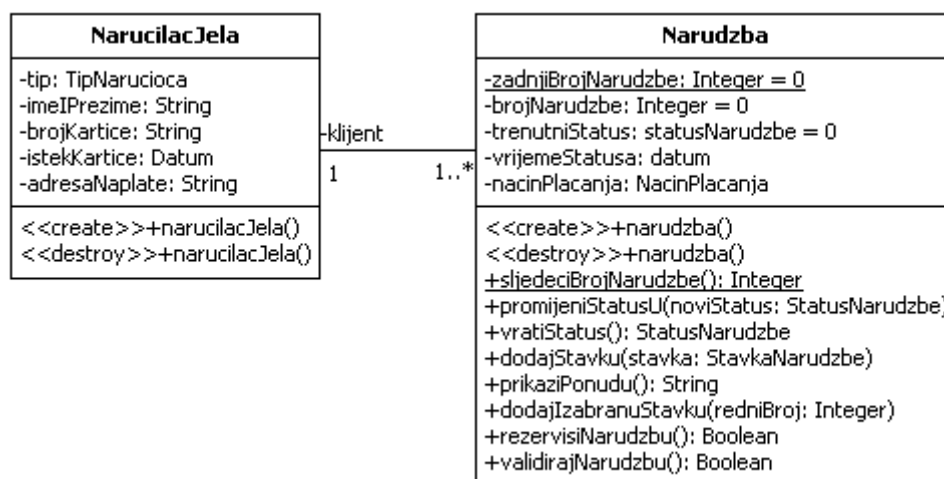 NarucilacJela
-tip: TipNarucioca
-imeIPrezime: String
-brojKartice: String
-istekKartice: Datum
-adresaNaplate: String
<<create>>+narucilacJela()
<<destroy>>+narucilacJela()
-klijent
1
1..*
Narudzba
-zadnjiBrojNarudzbe: Integer = 0
-brojNarudzbe: Integer = 0
-trenutniStatus: statusNarudzbe = 0
-vrijemeStatusa: datum
-nacinPlacanja: NacinPlacanja
<<create>>+narudzba()
<<destroy>>+narudzba()
+sljedeciBrojNarudzbe(): Integer
+promijeniStatusU(noviStatus: StatusNarudzbe)
+vratiStatus(): StatusNarudzbe
+dodajStavku(stavka: StavkaNarudzbe)
+prikaziPonudu(): String
+dodajIzabranuStavku(redniBroj: Integer)
+rezervisiNarudzbu(): Boolean
+validirajNarudzbu(): Boolean